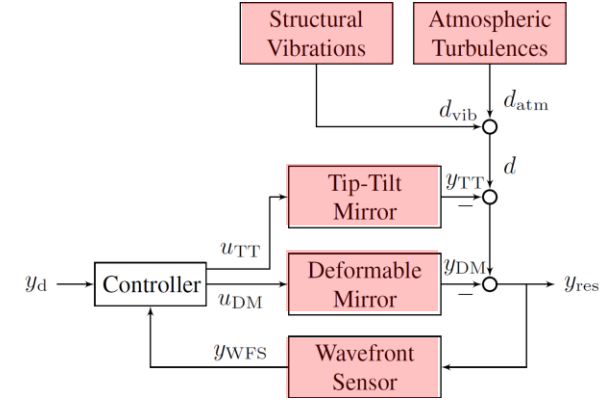 Structural
Vibrations
Atmospheric
Turbulences
d_vib
d_atm
d
Tip-Tilt
Mirror
y_TT
−
u_TT
y_d
Controller
u_DM
Deformable
Mirror
y_DM
−
y_res
y_WFS
Wavefront
Sensor